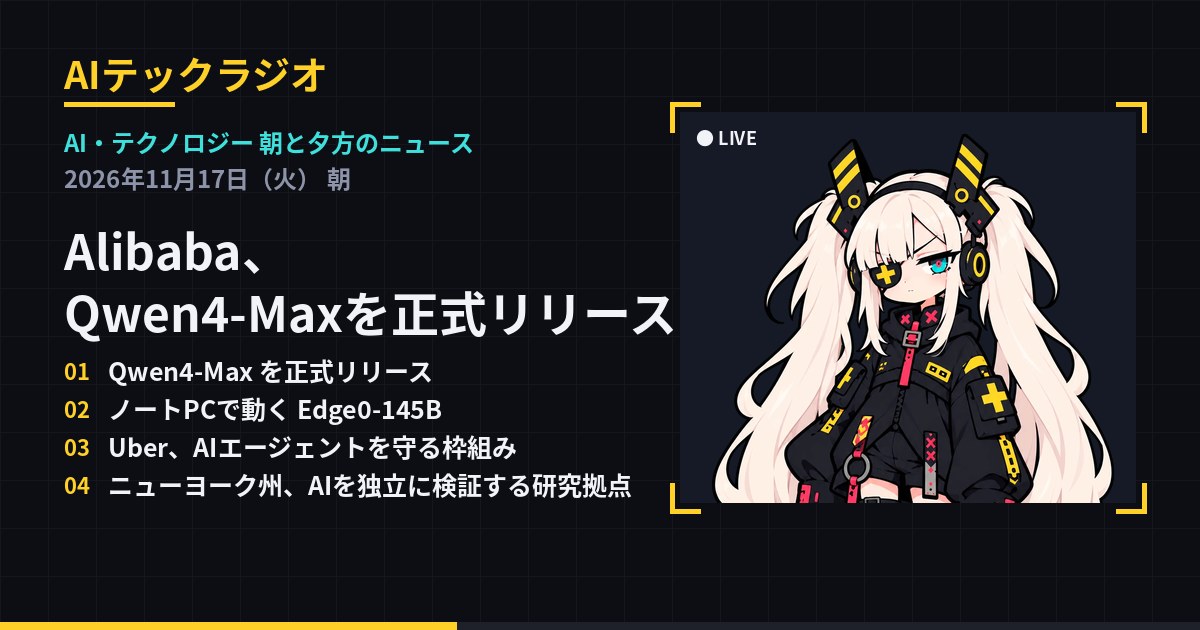 AIテックラジオ
AI・テクノロジー 朝と夕方のニュース
2026年11月17日（火） 朝
Alibaba、
Qwen4-Maxを正式リリース
01 Qwen4-Max を正式リリース
02 ノートPCで動く Edge0-145B
03 Uber、AIエージェントを守る枠組み
04 ニューヨーク州、AIを独立に検証する研究拠点
LIVE